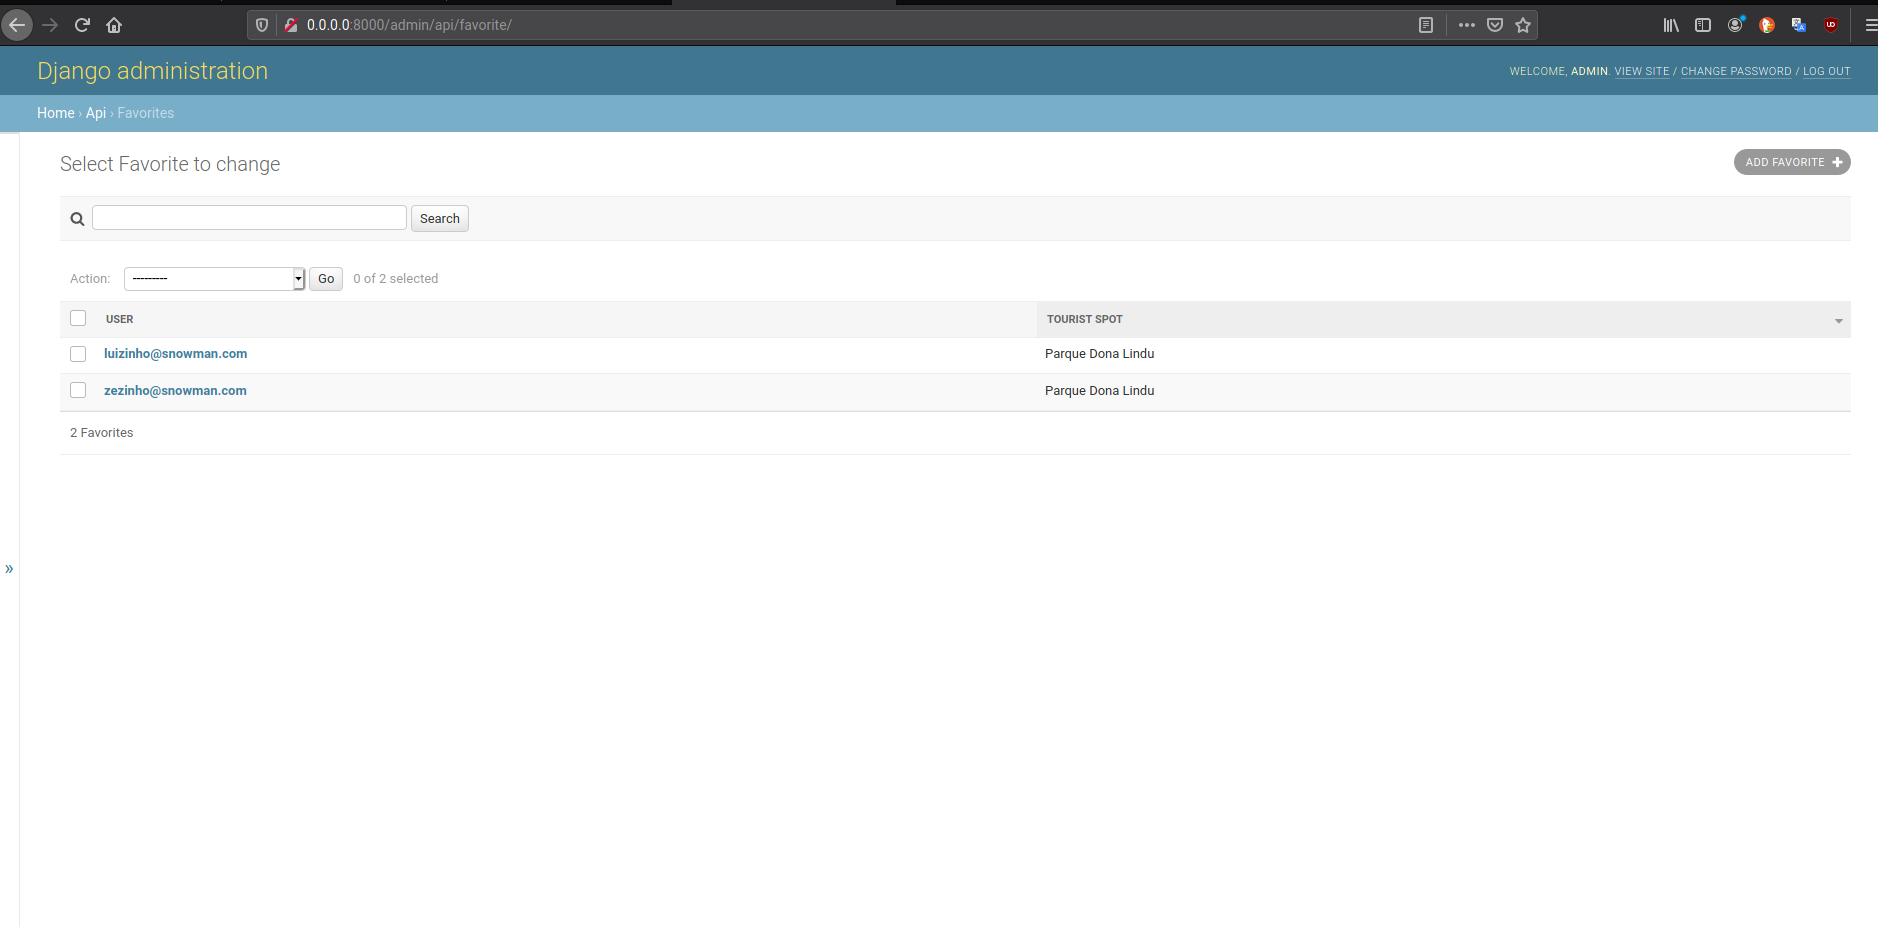 0.0.0.0:8000/admin/api/favorite/
Django administration
WELCOME, ADMIN. VIEW SITE / CHANGE PASSWORD / LOG OUT
Home › Api › Favorites
Select Favorite to change
ADD FAVORITE +
Search
Action: --------- Go 0 of 2 selected
USER TOURIST SPOT
luizinho@snowman.com Parque Dona Lindu
zezinho@snowman.com Parque Dona Lindu
2 Favorites
»